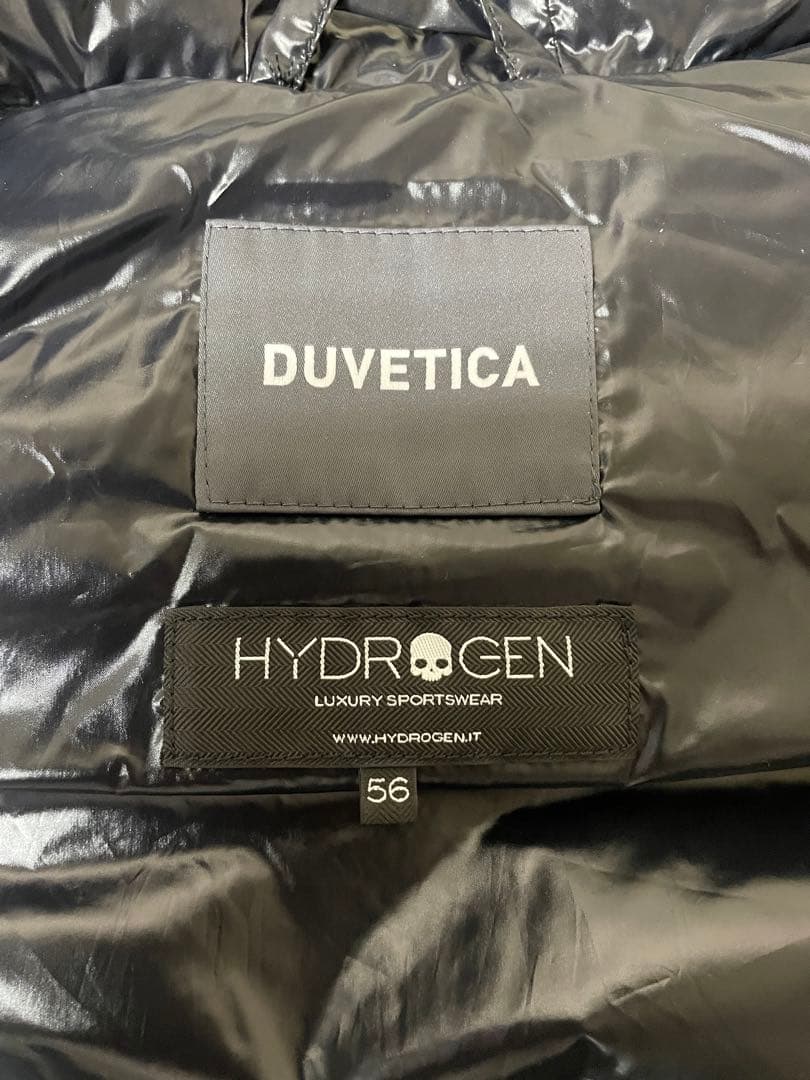 DUVETICA
HYDROGEN
LUXURY SPORTSWEAR
WWW.HYDROGEN.IT
56